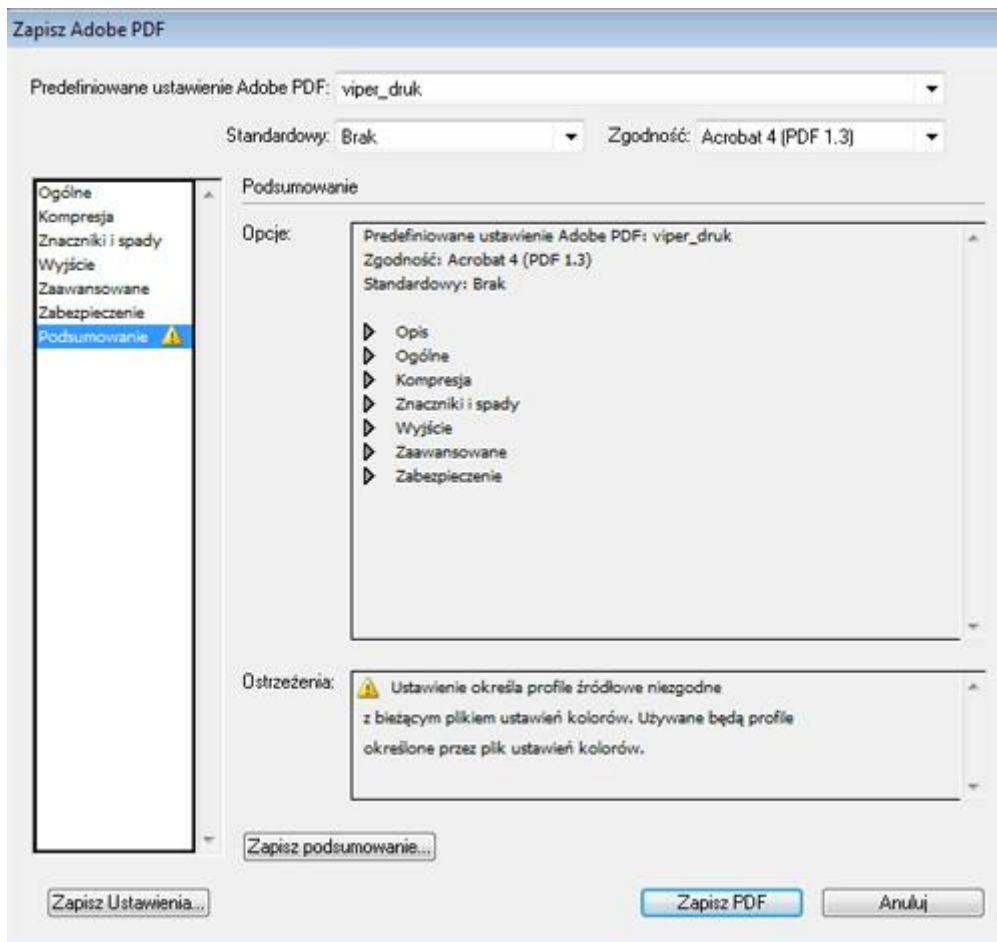 Zapisz Adobe PDF
Predefiniowane ustawienie Adobe PDF: viper_druk
Standardowy: Brak Zgodność: Acrobat 4 (PDF 1.3)
Ogólne
Kompresja
Znaczniki i spady
Wyjście
Zaawansowane
Zabezpieczenie
Podsumowanie
Podsumowanie
Opcje:
Predefiniowane ustawienie Adobe PDF: viper_druk
Zgodność: Acrobat 4 (PDF 1.3)
Standardowy: Brak
Opis
Ogólne
Kompresja
Znaczniki i spady
Wyjście
Zaawansowane
Zabezpieczenie
Ostrzeżenia:
Ustawienie określa profile źródłowe niezgodne
z bieżącym plikiem ustawień kolorów. Używane będą profile
określone przez plik ustawień kolorów.
Zapisz podsumowanie...
Zapisz Ustawienia... Zapisz PDF Anuluj